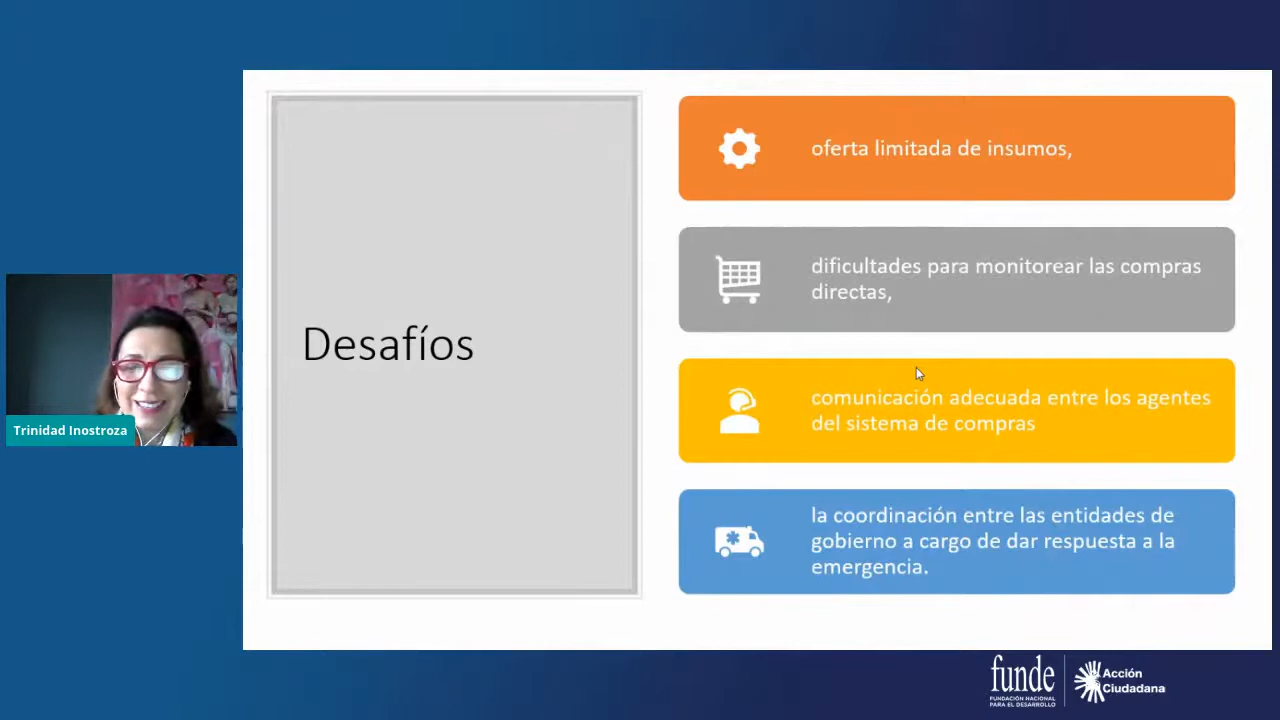 Desafíos
oferta limitada de insumos,
dificultades para monitorear las compras
directas,
comunicación adecuada entre los agentes
del sistema de compras
la coordinación entre las entidades de
gobierno a cargo de dar respuesta a la
emergencia.
Trinidad Inostroza
funde
FUNDACIÓN NACIONAL
PARA EL DESARROLLO
Acción
Ciudadana